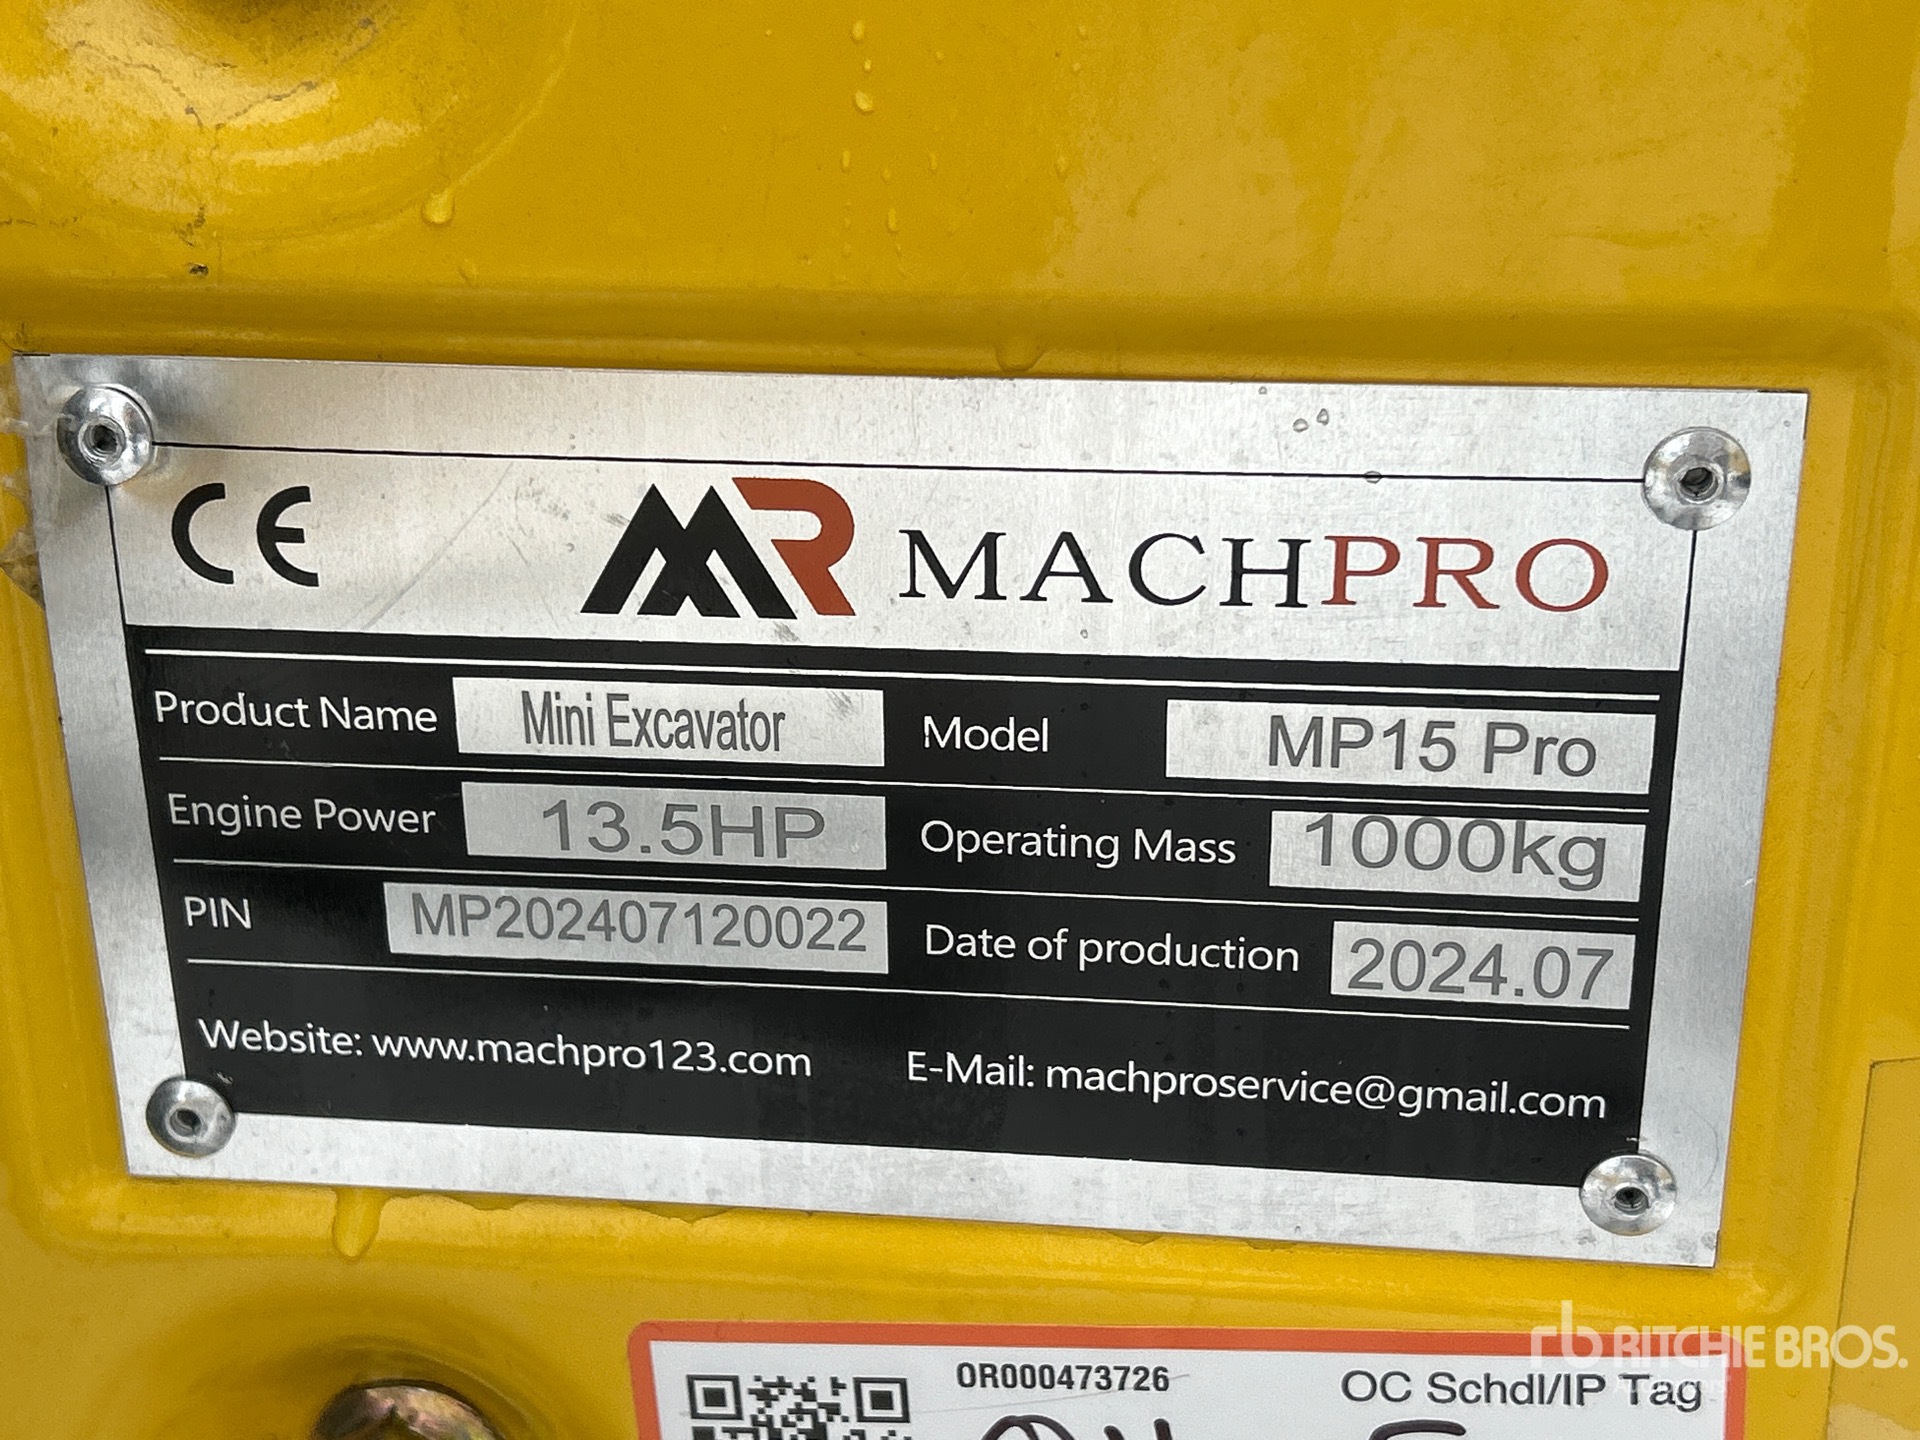 CE MR MACHPRO
Product Name Mini Excavator Model MP15 Pro
Engine Power 13.5HP Operating Mass 1000kg
PIN MP202407120022 Date of production 2024.07
Website: www.machpro123.com E-Mail: machproservice@gmail.com
rb RITCHIE BROS.
Auctioneers
OR000473726 OC Schdl/IP Tag